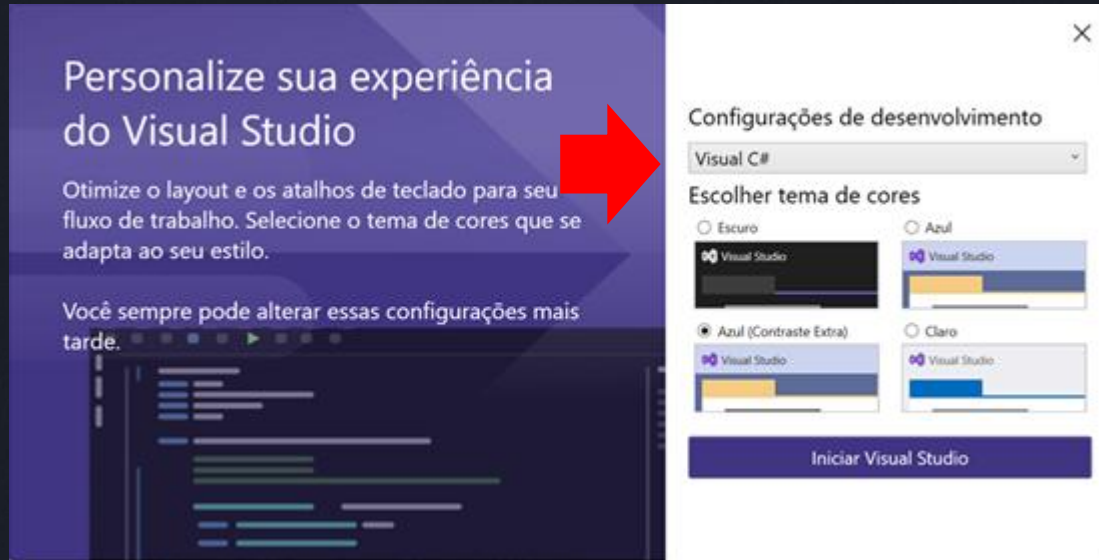 Personalize sua experiência
do Visual Studio
Otimize o layout e os atalhos de teclado para seu
fluxo de trabalho. Selecione o tema de cores que se
adapta ao seu estilo.
Você sempre pode alterar essas configurações mais
tarde.
Configurações de desenvolvimento
Visual C#
Escolher tema de cores
Escuro
Azul
Visual Studio
Visual Studio
Azul (Contraste Extra)
Claro
Visual Studio
Visual Studio
Iniciar Visual Studio